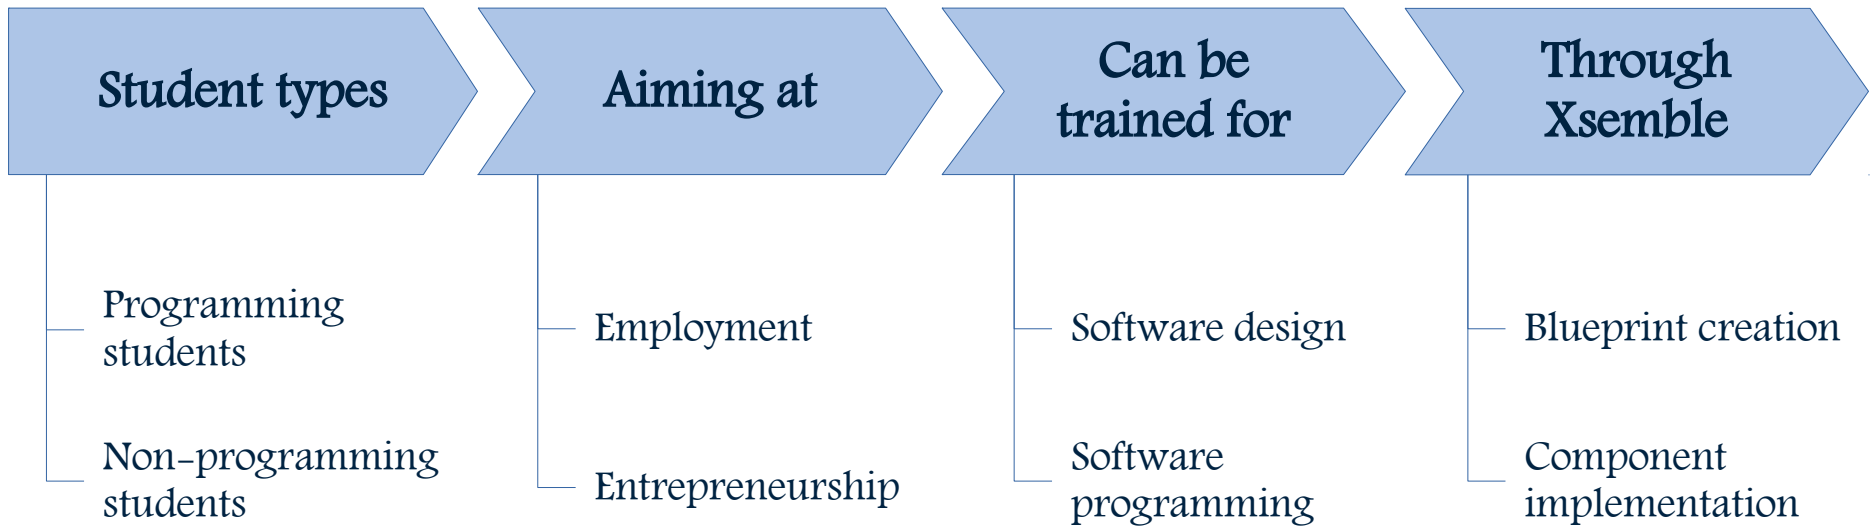 Student types
Aiming at
Can be
trained for
Through
Xsemble
Programming
students
Non-programming
students
Employment
Entrepreneurship
Software design
Software
programming
Blueprint creation
Component
implementation